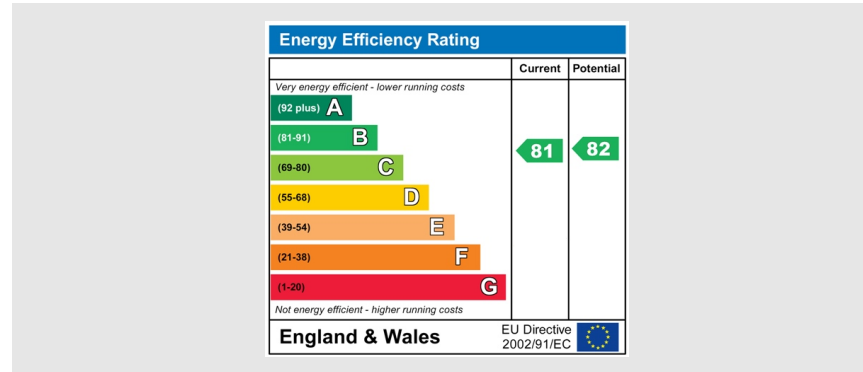 Energy Efficiency Rating
Current Potential
Very energy efficient - lower running costs
(92 plus) A
(81-91) B
81 82
(69-80) C
(55-68) D
(39-54) E
(21-38) F
(1-20) G
Not energy efficient - higher running costs
England & Wales
EU Directive
2002/91/EC